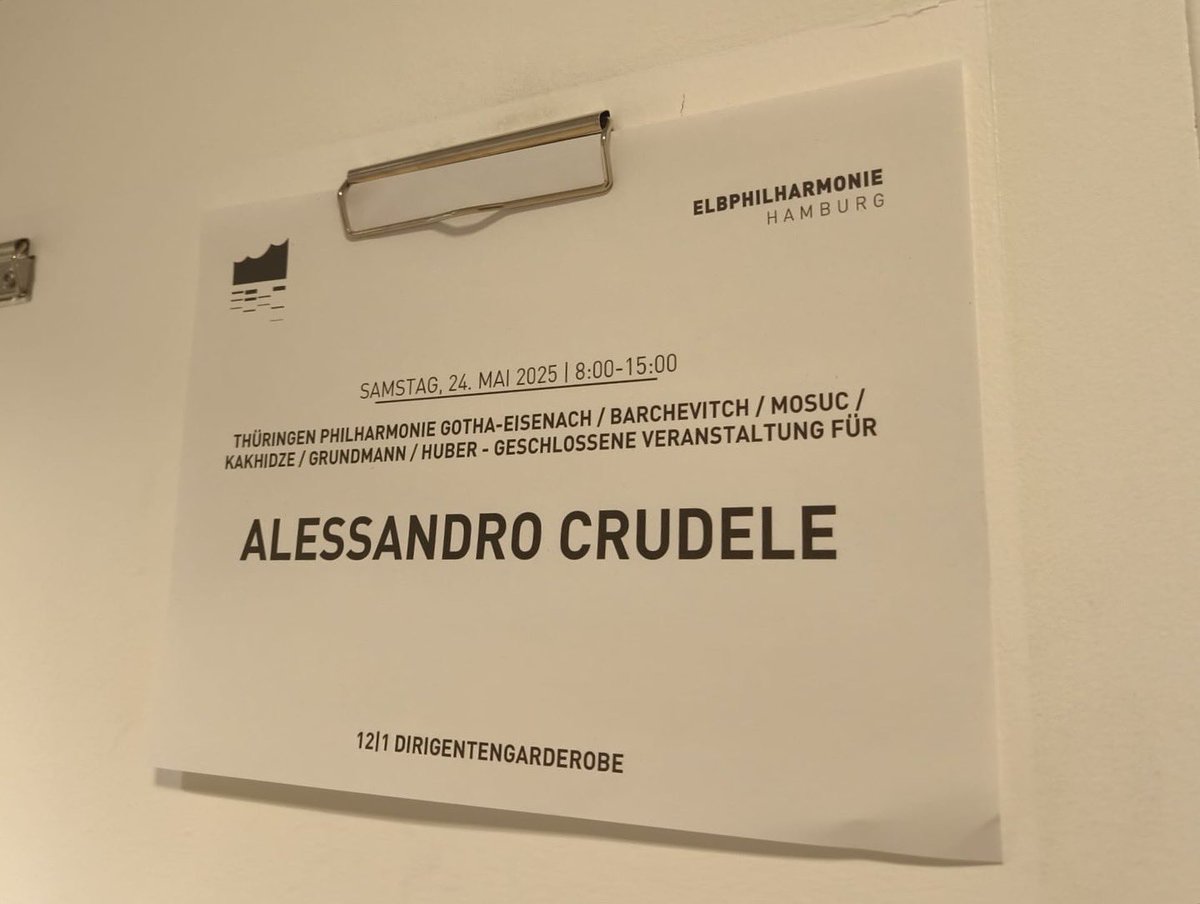 ELBPHILHARMONIE
HAMBURG
SAMSTAG, 24. MAI 2025 | 8:00-15:00
THÜRINGEN PHILHARMONIE GOTHA-EISENACH / BARCHEVITCH / MOSUC /
KAKHIDZE / GRUNDMANN / HUBER - GESCHLOSSENE VERANSTALTUNG FÜR
ALESSANDRO CRUDELE
12|1 DIRIGENTENGARDEROBE